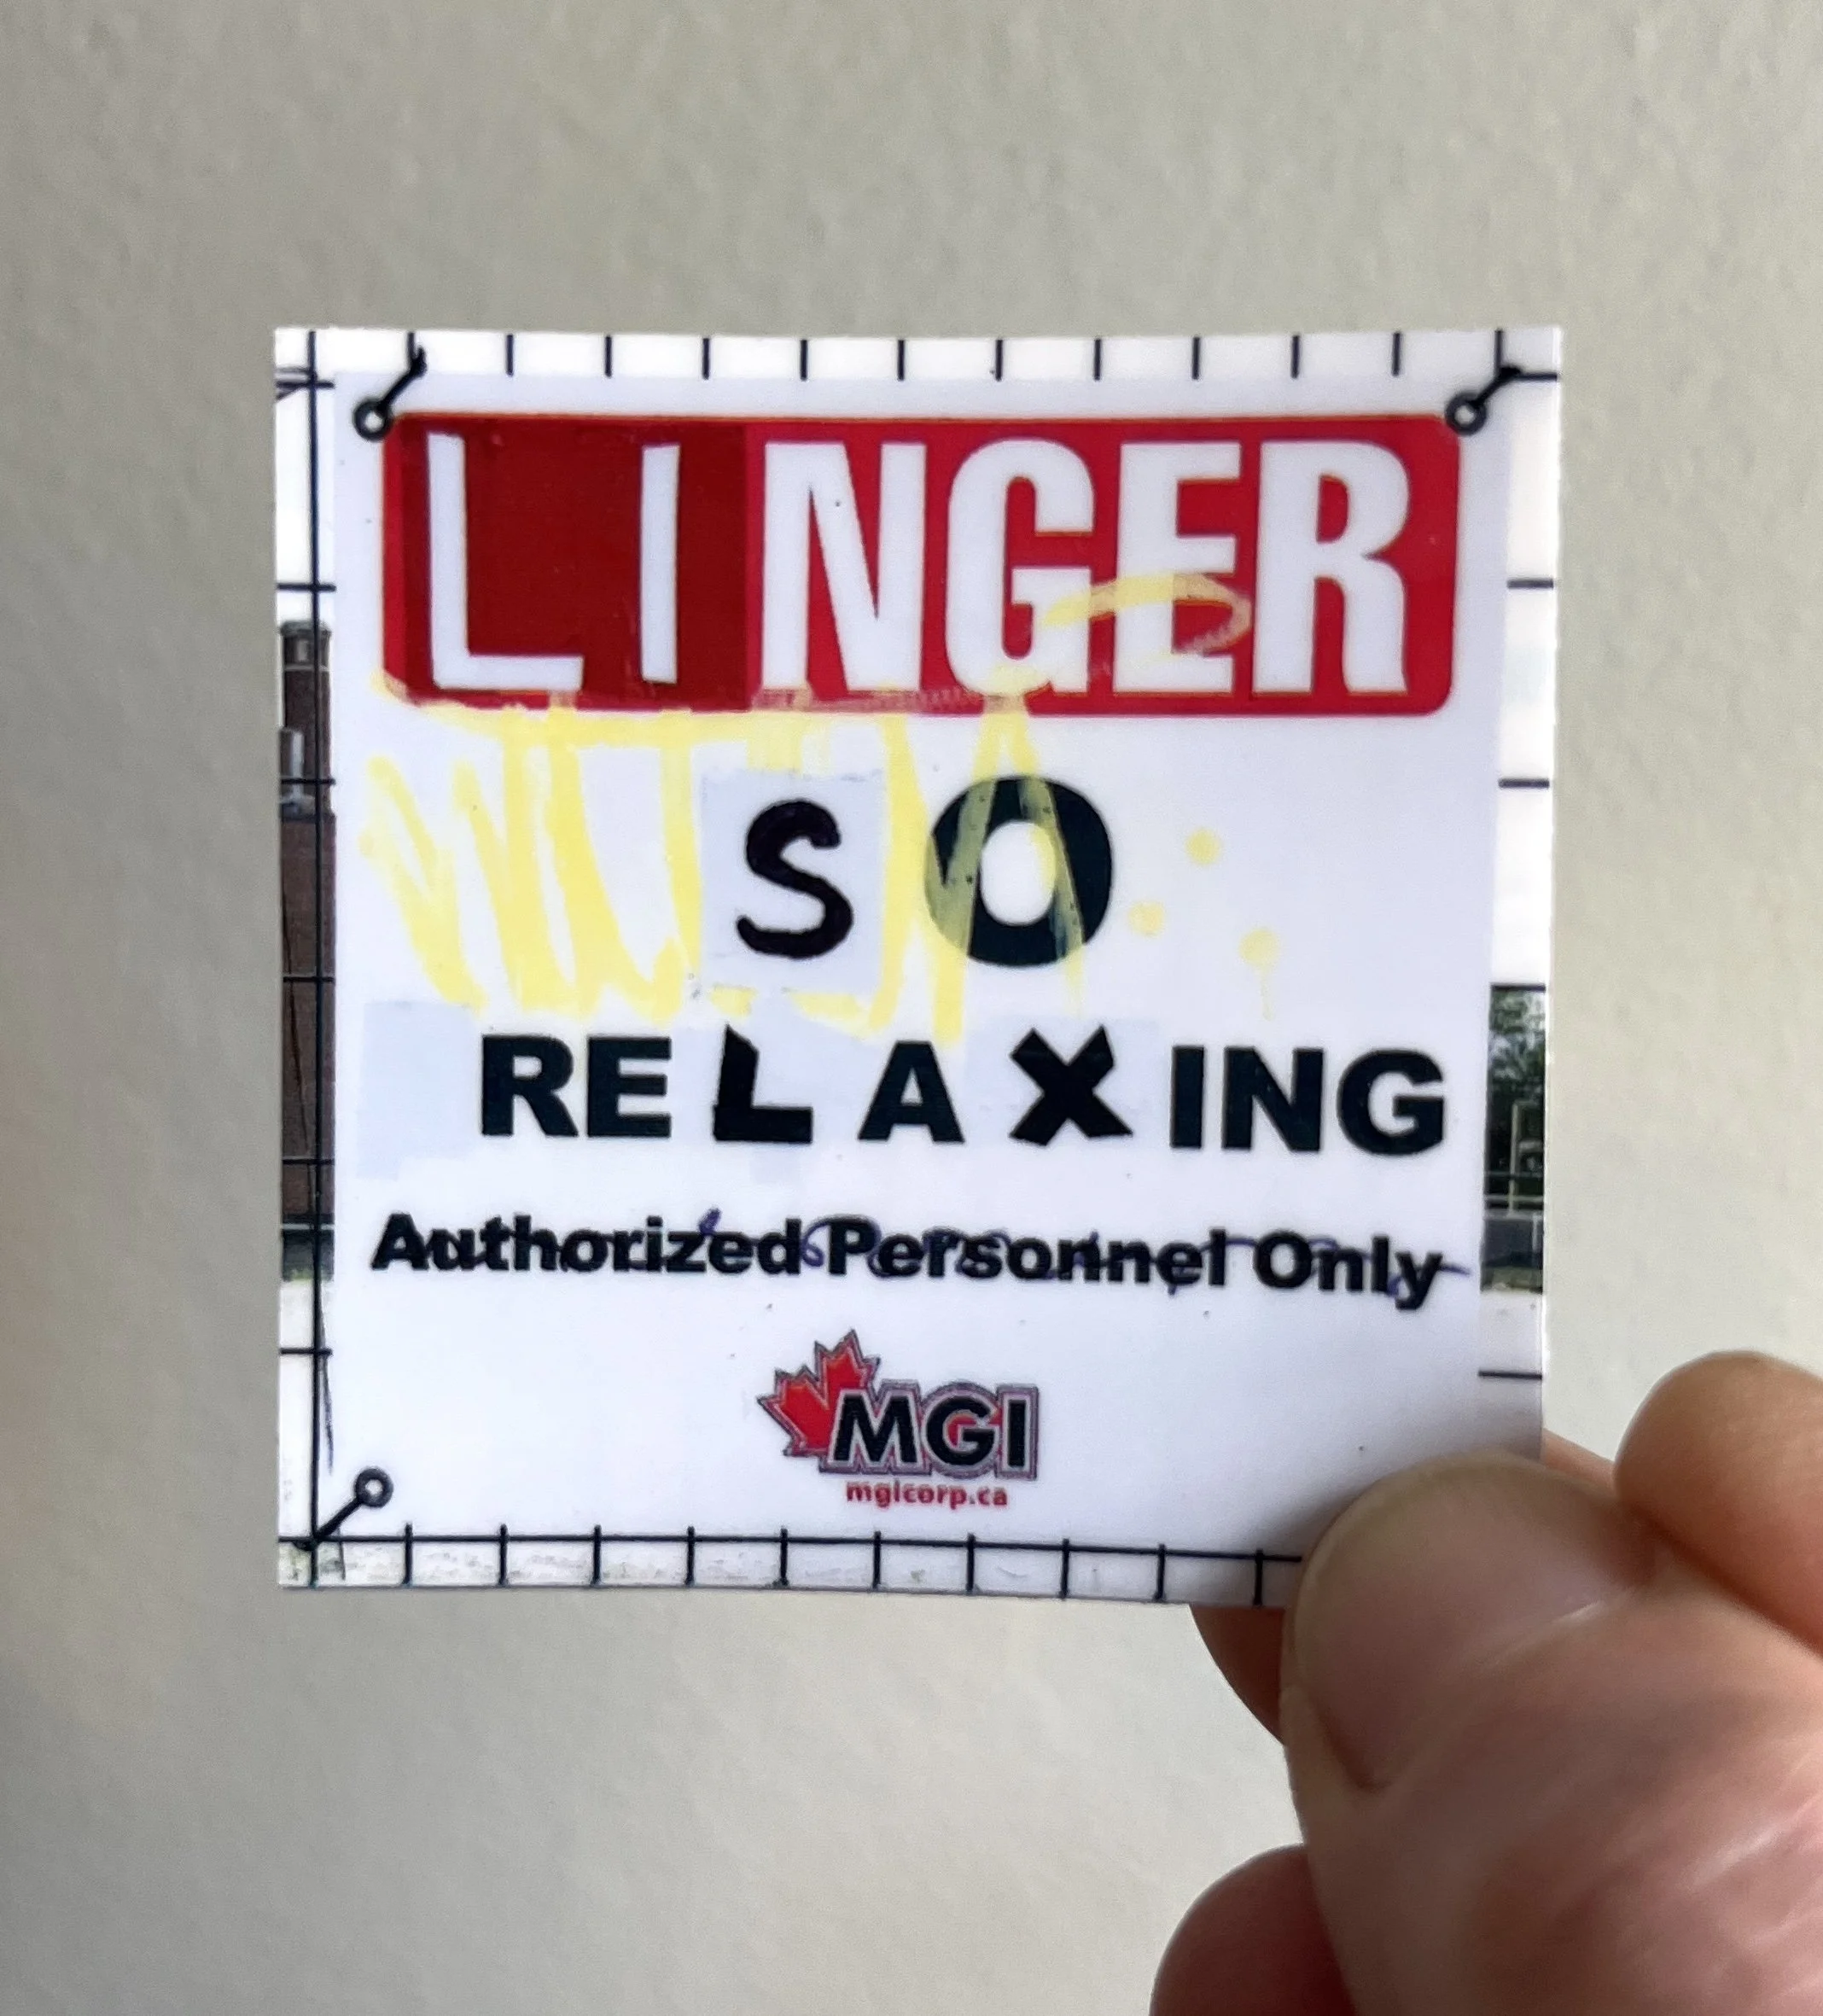 LINGER
SO
RELAXING
Authorized Personnel Only
MGI
mgicorp.ca